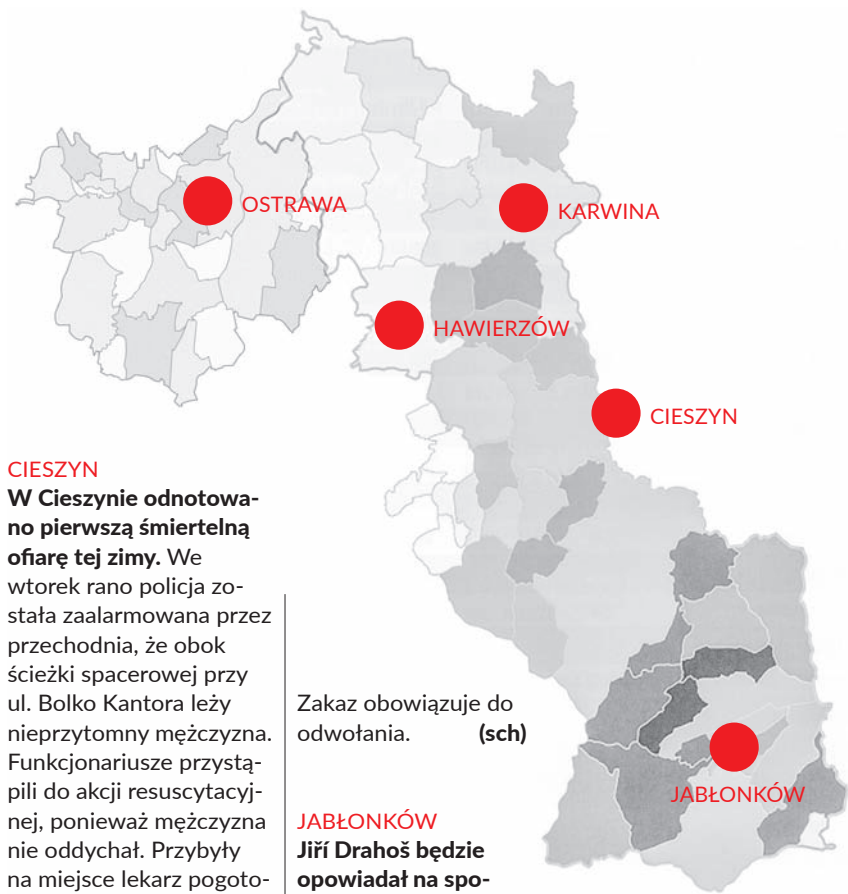 OSTRAWA
KARWINA
HAWIERZÓW
CIESZYN
JABŁONKÓW
CIESZYN
W Cieszynie odnotowa-
no pierwszą śmiertelną
ofiarę tej zimy. We
wtorek rano policja zo-
stała zaalarmowana przez
przechodnia, że obok
ścieżki spacerowej przy
ul. Bolko Kantora leży
nieprzytomny mężczyzna.
Funkcjonariusze przystą-
pili do akcji resuscytacyj-
nej, ponieważ mężczyzna
nie oddychał. Przybyły
na miejsce lekarz pogoto-
Zakaz obowiązuje do
odwołania. (sch)
JABŁONKÓW
Jiří Drahoš będzie
opowiadał na spo-